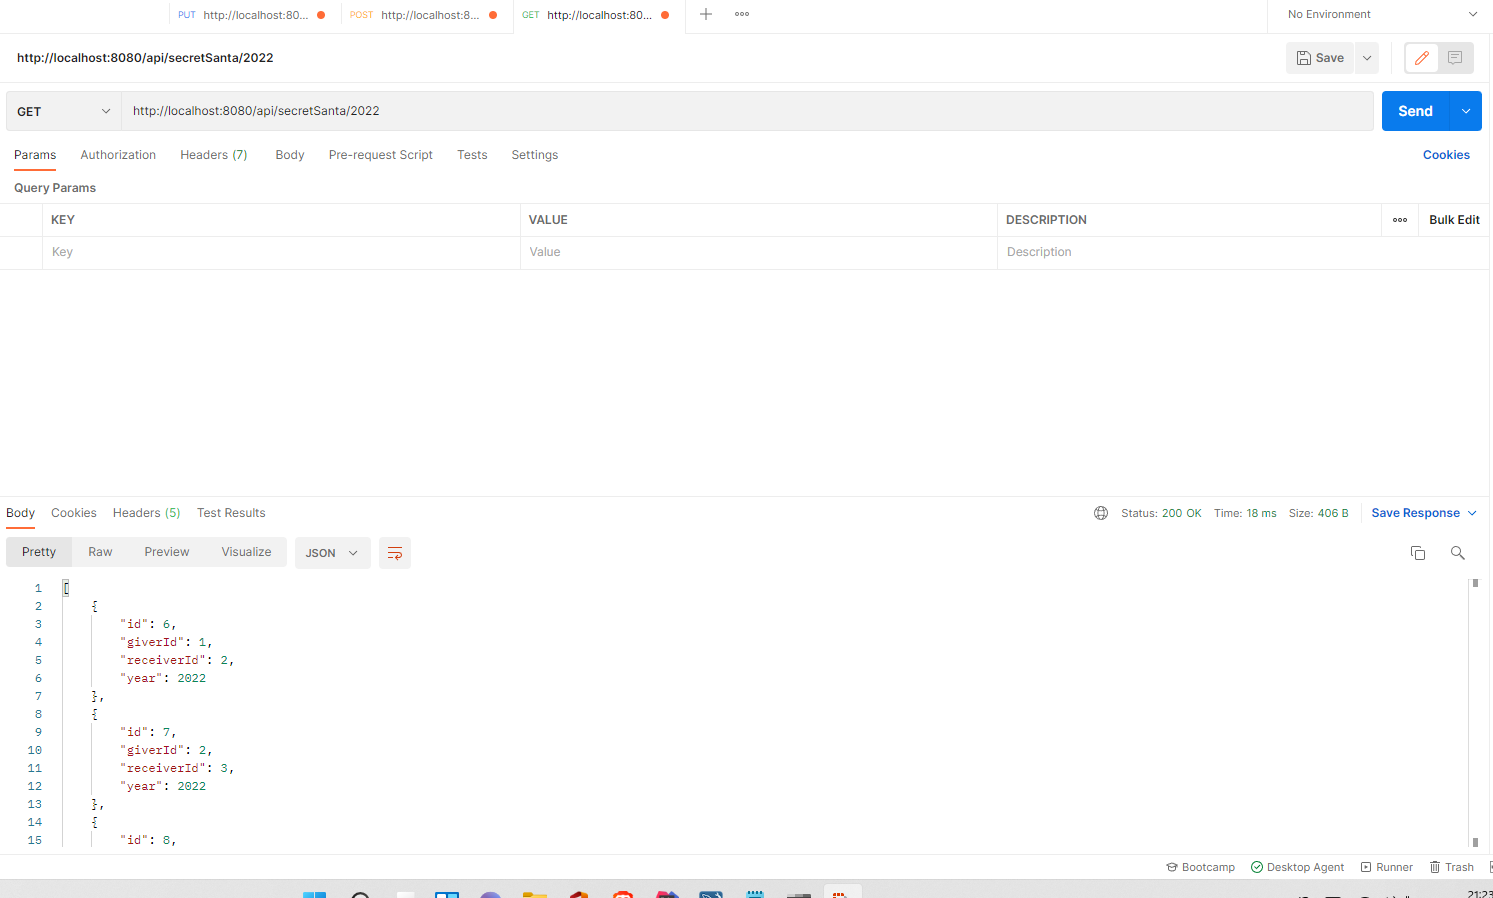 PUT http://localhost:80... POST http://localhost:8... GET http://localhost:80... No Environment
http://localhost:8080/api/secretSanta/2022 Save
GET http://localhost:8080/api/secretSanta/2022 Send
Params Authorization Headers (7) Body Pre-request Script Tests Settings Cookies
Query Params
KEY VALUE DESCRIPTION Bulk Edit
Key Value Description
Body Cookies Headers (5) Test Results Status: 200 OK Time: 18 ms Size: 406 B Save Response
Pretty Raw Preview Visualize JSON
1 [
2 {
3 "id": 6,
4 "giverId": 1,
5 "receiverId": 2,
6 "year": 2022
7 },
8 {
9 "id": 7,
10 "giverId": 2,
11 "receiverId": 3,
12 "year": 2022
13 },
14 {
15 "id": 8,
Bootcamp Desktop Agent Runner Trash
21:23